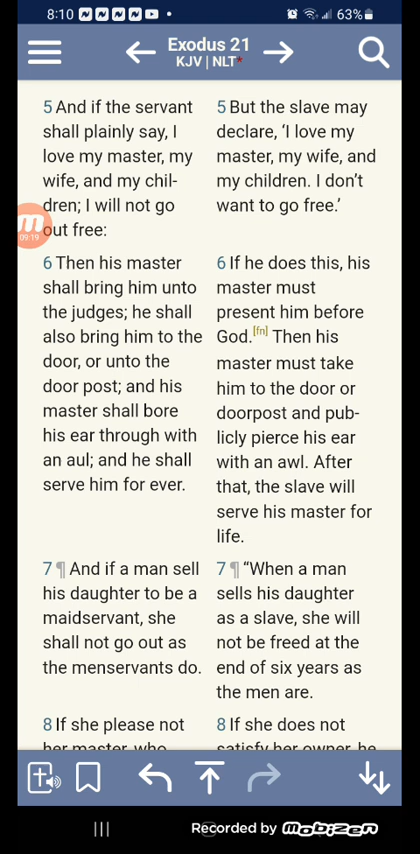 8:10
63%
Exodus 21
KJV | NLT*
5 And if the servant
shall plainly say, I
love my master, my
wife, and my chil-
dren; I will not go
out free:
5 But the slave may
declare, ‘I love my
master, my wife, and
my children. I don’t
want to go free.’
09:19
6 Then his master
shall bring him unto
the judges; he shall
also bring him to the
door, or unto the
door post; and his
master shall bore
his ear through with
an aul; and he shall
serve him for ever.
6 If he does this, his
master must
present him before
God.[fn] Then his
master must take
him to the door or
doorpost and pub-
licly pierce his ear
with an awl. After
that, the slave will
serve his master for
life.
7 ¶ And if a man sell
his daughter to be a
maidservant, she
shall not go out as
the menservants do.
7 ¶ “When a man
sells his daughter
as a slave, she will
not be freed at the
end of six years as
the men are.
8 If she please not
her master, who
8 If she does not
satisfy her owner, he
Recorded by Mobizen